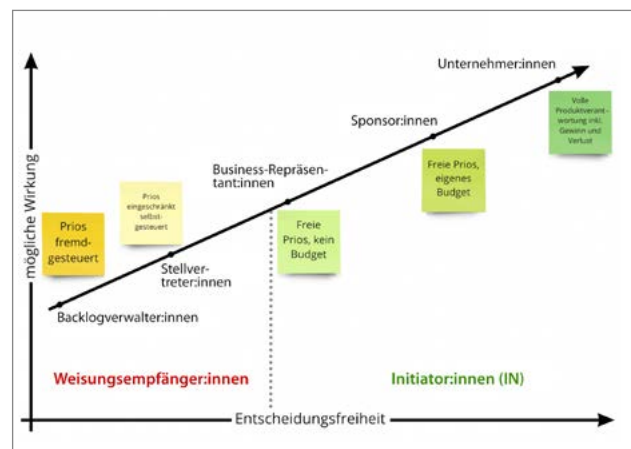 Unternehmer:innen
Volle
Produktverant-
wortung inkl.
Gewinn und
Verlust
Sponsor:innen
Freie Prios,
eigenes
Budget
Business-Repräsen-
tant:innen
Freie
Prios, kein
Budget
Prios
eingeschränkt
selbst-
gesteuert
Stellver-
treter:innen
Prios
fremd-
gesteuert
Backlogverwalter:innen
mögliche Wirkung
Weisungsempfänger:innen
Initiator:innen (IN)
Entscheidungsfreiheit